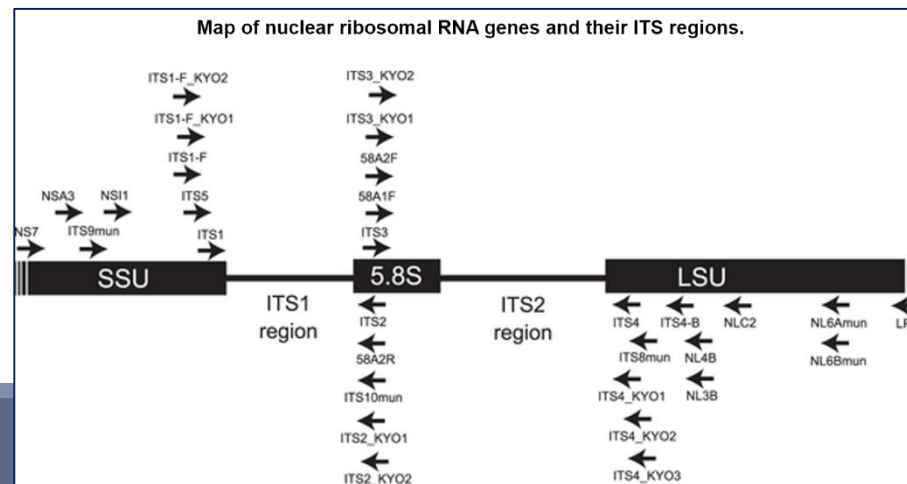 Map of nuclear ribosomal RNA genes and their ITS regions.
ITS1-F_KYO2
ITS3_KYO2
ITS1-F_KYO1
ITS3_KYO1
ITS1-F
58A2F
NSA3
NSI1
ITS5
58A1F
NS7
ITS9mun
ITS1
ITS3
SSU
5.8S
LSU
ITS1
region
ITS2
region
ITS2
ITS4
ITS4-B
NLC2
NL6Amun
58A2R
ITS8mun
NL4B
NL6Bmun
ITS10mun
ITS4_KYO1
NL3B
ITS2_KYO1
ITS4_KYO2
ITS2_KYO2
ITS4_KYO3